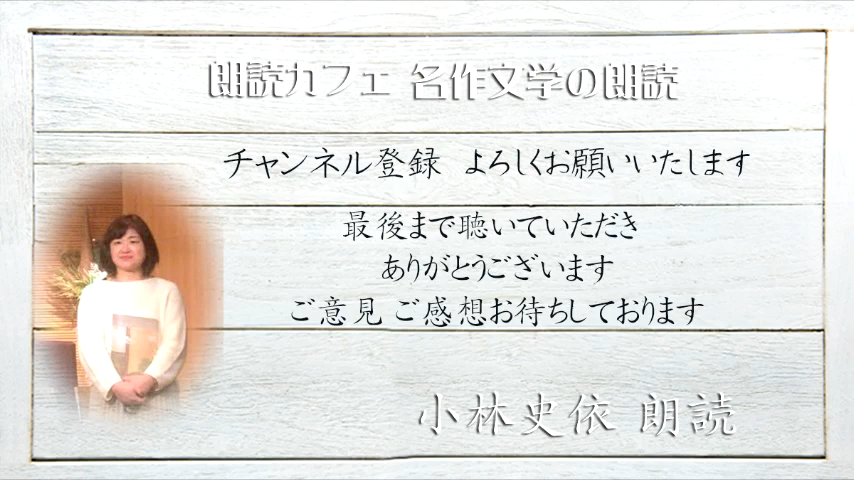 朗読カフェ 名作文学の朗読
チャンネル登録 よろしくお願いいたします
最後まで聴いていただき
ありがとうございます
ご意見 ご感想お待ちしております
小林史依 朗読